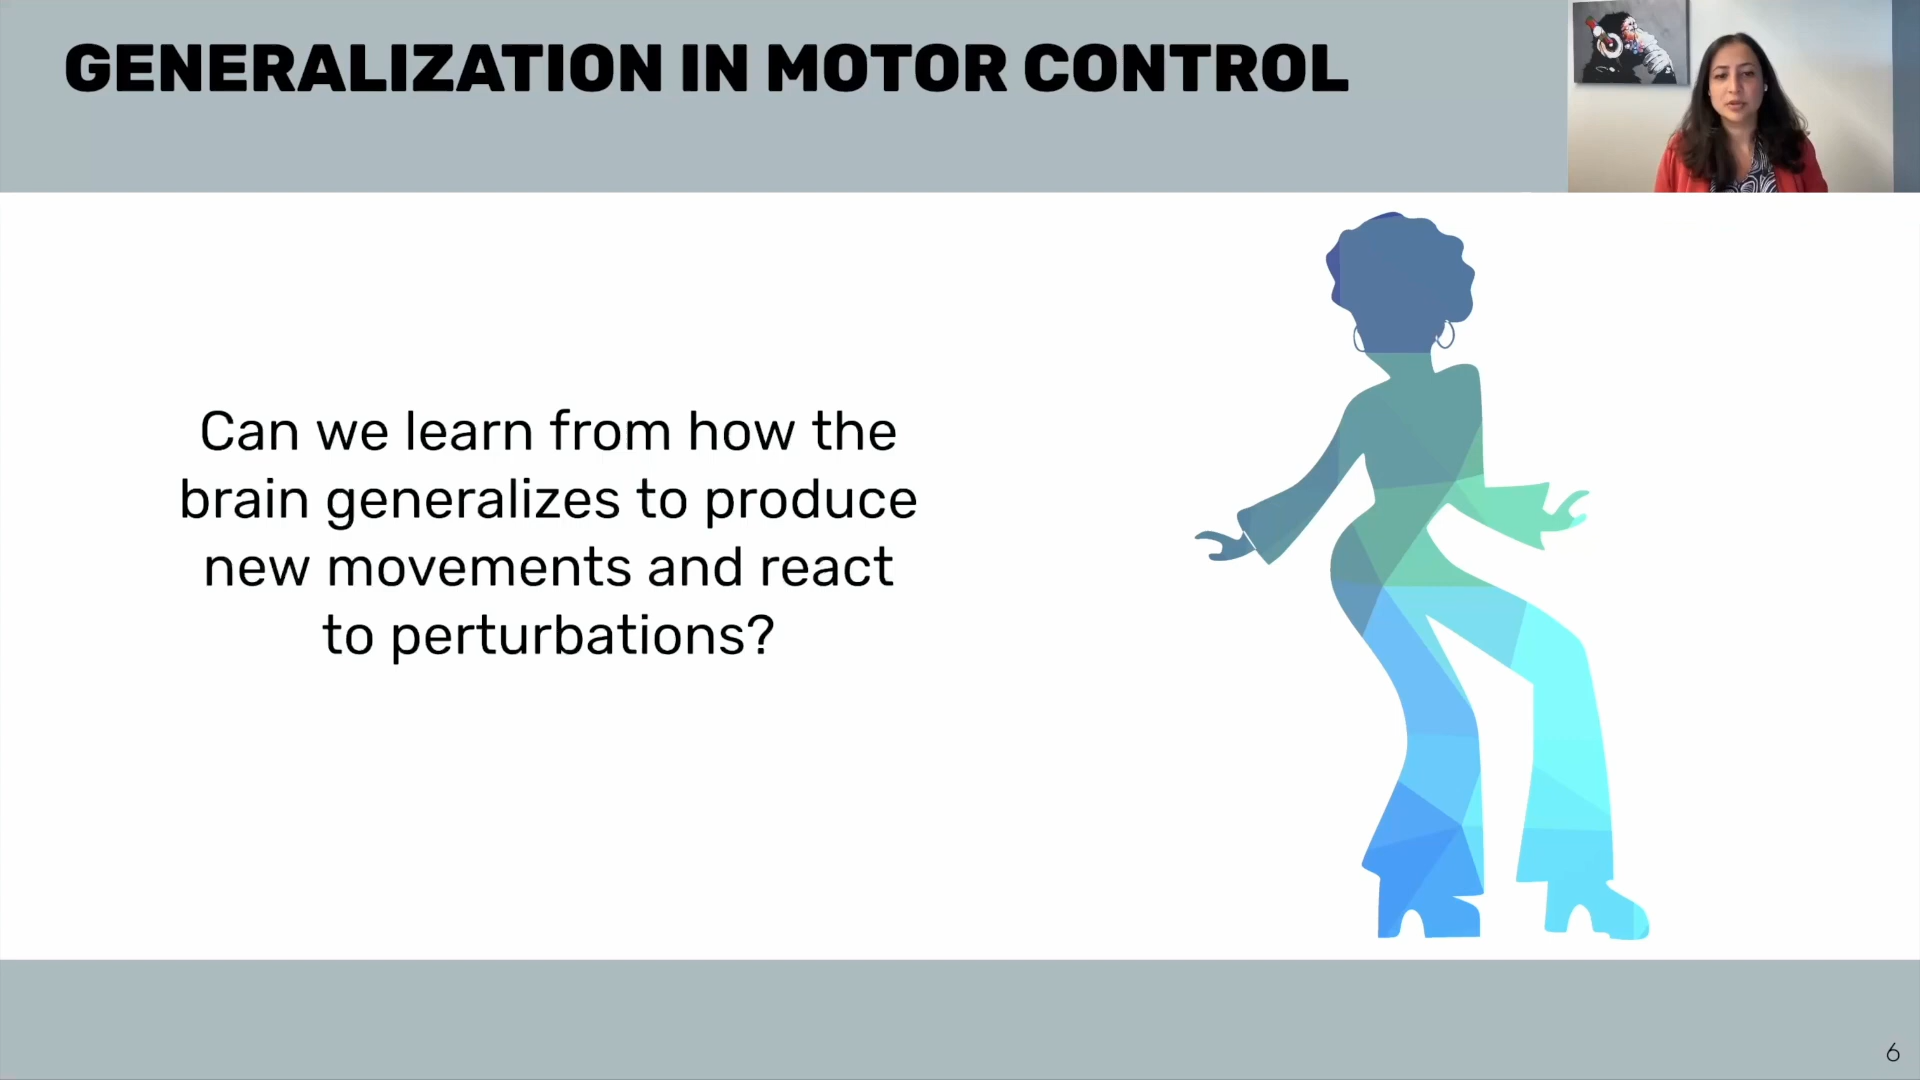 GENERALIZATION IN MOTOR CONTROL
Can we learn from how the
brain generalizes to produce
new movements and react
to perturbations?
6